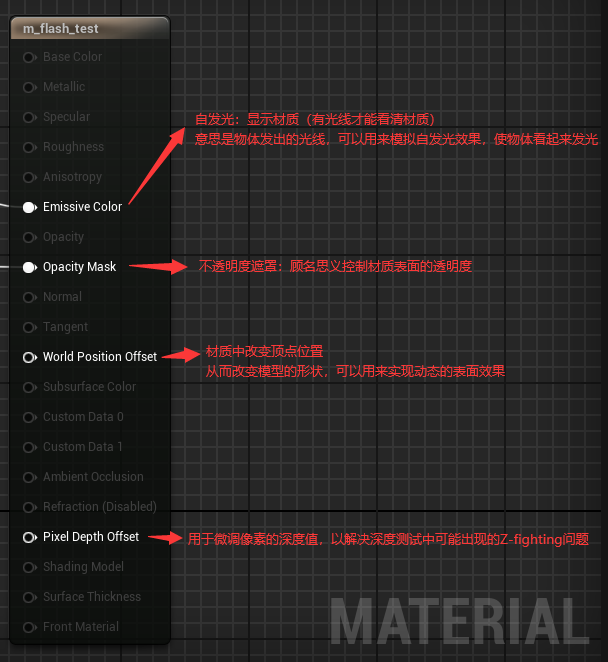 m_flash_test
Base Color
Metallic
Specular
自发光：显示材质（有光线才能看清材质）
意思是物体发出的光线，可以用来模拟自发光效果，使物体看起来发光
Roughness
Anisotropy
Emissive Color
Opacity
Opacity Mask
不透明度遮罩：顾名思义控制材质表面的透明度
Normal
Tangent
World Position Offset
材质中改变顶点位置
从而改变模型的形状，可以用来实现动态的表面效果
Subsurface Color
Custom Data 0
Custom Data 1
Ambient Occlusion
Refraction (Disabled)
Pixel Depth Offset
用于微调像素的深度值，以解决深度测试中可能出现的Z-fighting问题
Shading Model
Surface Thickness
Front Material
MATERIAL